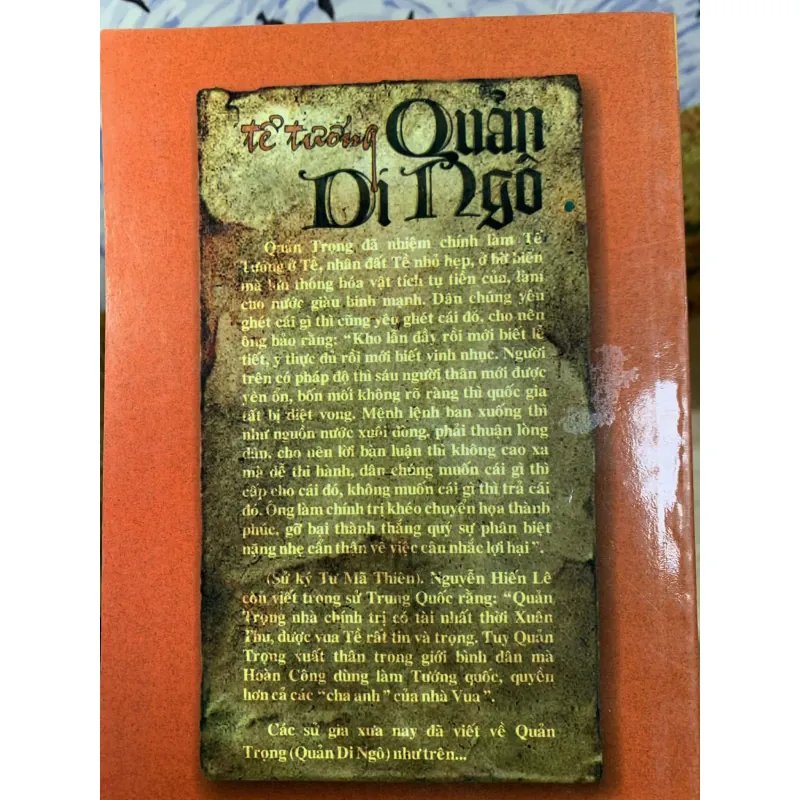 tể tướng Quản
Di Ngô
Quản Trọng đã nhiệm chính làm Tể
Tướng ở Tề, nhân đất Tề nhỏ hẹp, ở bờ biển
mà lưu thông hóa vật tích tụ tiền của, làm
cho nước giàu binh mạnh. Dân chúng yêu
ghét cái gì thì cũng yêu ghét cái đó, cho nên
ông bảo rằng: "Kho lẫn đầy rồi mới biết lễ
tiết, y thực đủ rồi mới biết vinh nhục. Người
trên có pháp độ thì sáu người thân mới được
yên ổn, bốn mối không rõ ràng thì quốc gia
tất bị diệt vong. Mệnh lệnh ban xuống thì
như nguồn nước xuôi dòng, phải thuận lòng
dân, cho nên lời bàn luận thì không cao xa
mà dễ thi hành, dân chúng muốn cái gì thì
cấp cho cái đó, không muốn cái gì thì trả cái
đó. Ông làm chính trị khéo chuyển họa thành
phúc, gỡ bại thành thắng quý sự phân biệt
nặng nhẹ cẩn thận về việc cân nhắc lợi hại".
(Sử ký Tư Mã Thiên). Nguyễn Hiến Lê
còn viết trong sử Trung Quốc rằng: "Quản
Trọng nhà chính trị có tài nhất thời Xuân
Thu, được vua Tề rất tin và trọng. Tuy Quản
Trọng xuất thân trong giới bình dân mà
Hoàn Công dùng làm Tướng quốc, quyền
hơn cả các "cha anh" của nhà Vua".
Các sử gia xưa nay đã viết về Quản
Trọng (Quản Di Ngô) như trên...